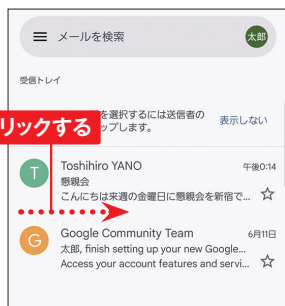 メールを検索
太郎
受信トレイ
を選択するには送信者の
ップします。
表示しない
リックする
T
Toshihiro YANO
午後0:14
懇親会
こんにちは来週の金曜日に懇親会を新宿で...
G
Google Community Team
6月11日
太郎, finish setting up your new Google...
Access your account features and servi...